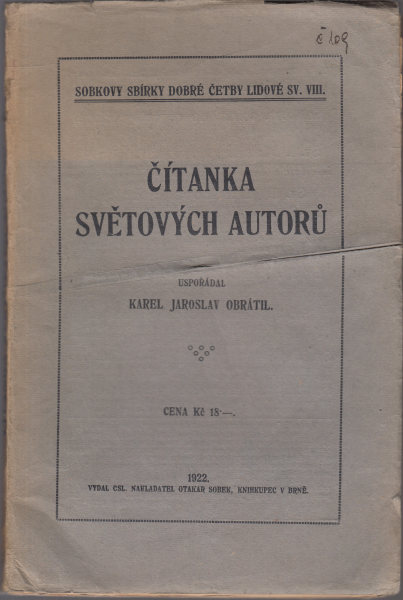 č 109
SOBKOVY SBÍRKY DOBRÉ ČETBY LIDOVÉ SV. VIII.
ČÍTANKA
SVĚTOVÝCH AUTORŮ
USPOŘÁDAL
KAREL JAROSLAV OBRÁTIL.
CENA Kč 18·—.
1922.
VYDAL ČSL. NAKLADATEL OTAKAR SOBEK, KNIHKUPEC V BRNĚ.